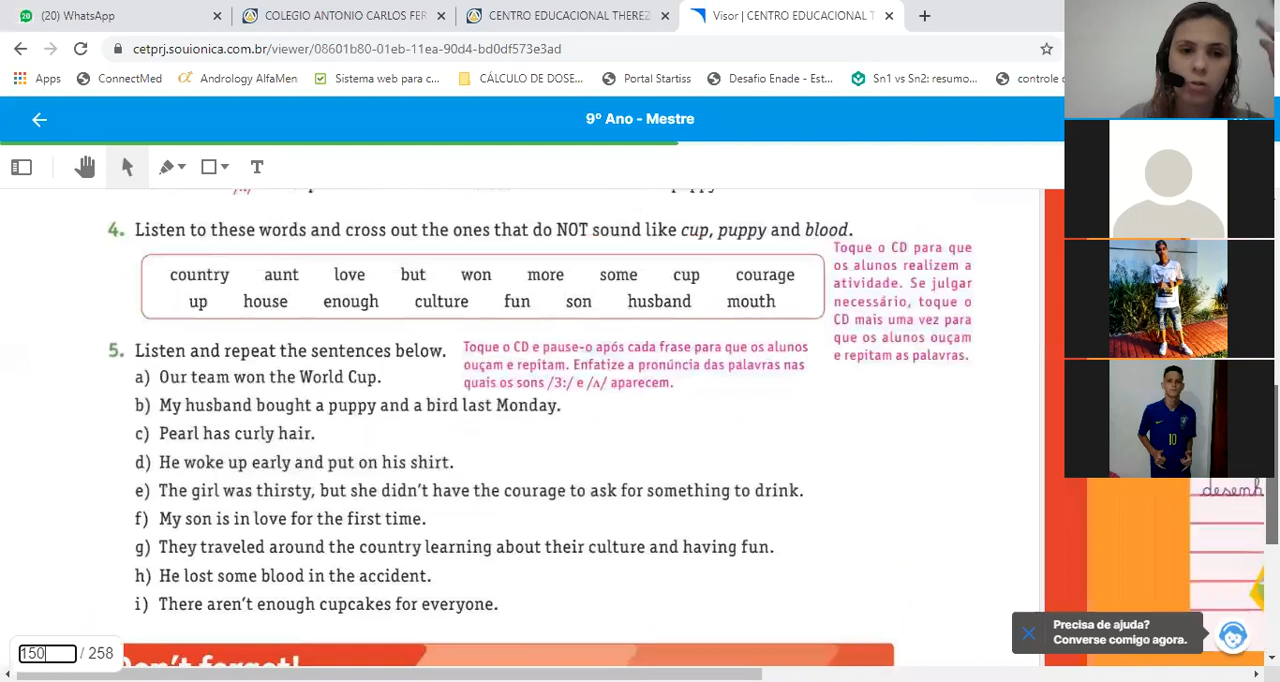 (20) WhatsApp
COLEGIO ANTONIO CARLOS FER
CENTRO EDUCACIONAL THEREZ
Visor | CENTRO EDUCACIONAL T
cetprj.souionica.com.br/viewer/08601b80-01eb-11ea-90d4-bd0df573e3ad
Apps ConnectMed Andrology AlfaMen Sistema web para c... CÁLCULO DE DOSE... Portal Startiss Desafio Enade - Est... Sn1 vs Sn2: resumo... controle
9º Ano - Mestre
T
4. Listen to these words and cross out the ones that do NOT sound like cup, puppy and blood.
country aunt love but won more some cup courage
up house enough culture fun son husband mouth
Toque o CD para que
os alunos realizem a
atividade. Se julgar
necessário, toque o
CD mais uma vez para
que os alunos ouçam
e repitam as palavras.
5. Listen and repeat the sentences below.
Toque o CD e pause-o após cada frase para que os alunos
ouçam e repitam. Enfatize a pronúncia das palavras nas
quais os sons /3:/ e /ʌ/ aparecem.
a) Our team won the World Cup.
b) My husband bought a puppy and a bird last Monday.
c) Pearl has curly hair.
d) He woke up early and put on his shirt.
e) The girl was thirsty, but she didn't have the courage to ask for something to drink.
f) My son is in love for the first time.
g) They traveled around the country learning about their culture and having fun.
h) He lost some blood in the accident.
i) There aren't enough cupcakes for everyone.
Don't forget!
desenh
150 / 258
Precisa de ajuda?
Converse comigo agora.
10